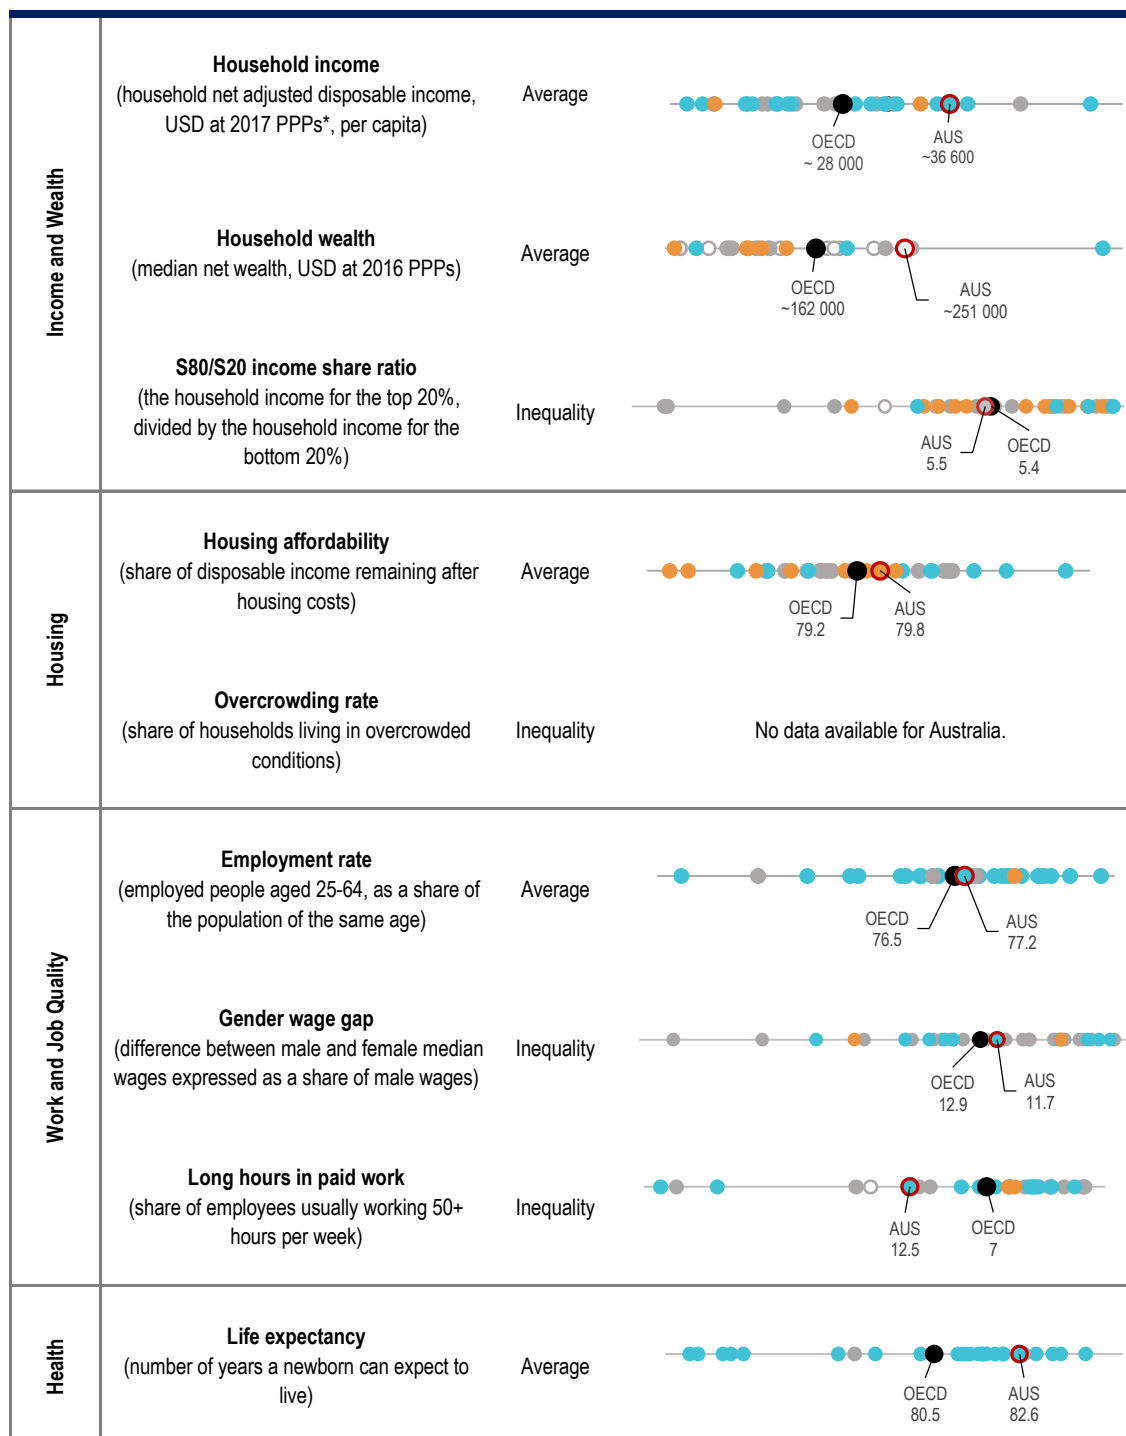 Income and Wealth
Household income
(household net adjusted disposable income,
USD at 2017 PPPs*, per capita)
Average
OECD
~ 28 000
AUS
~36 600
Household wealth
(median net wealth, USD at 2016 PPPs)
Average
OECD
~162 000
AUS
~251 000
S80/S20 income share ratio
(the household income for the top 20%,
divided by the household income for the
bottom 20%)
Inequality
AUS
5.5
OECD
5.4
Housing
Housing affordability
(share of disposable income remaining after
housing costs)
Average
OECD
79.2
AUS
79.8
Overcrowding rate
(share of households living in overcrowded
conditions)
Inequality
No data available for Australia.
Work and Job Quality
Employment rate
(employed people aged 25-64, as a share of
the population of the same age)
Average
OECD
76.5
AUS
77.2
Gender wage gap
(difference between male and female median
wages expressed as a share of male wages)
Inequality
OECD
12.9
AUS
11.7
Long hours in paid work
(share of employees usually working 50+
hours per week)
Inequality
AUS
12.5
OECD
7
Health
Life expectancy
(number of years a newborn can expect to
live)
Average
OECD
80.5
AUS
82.6